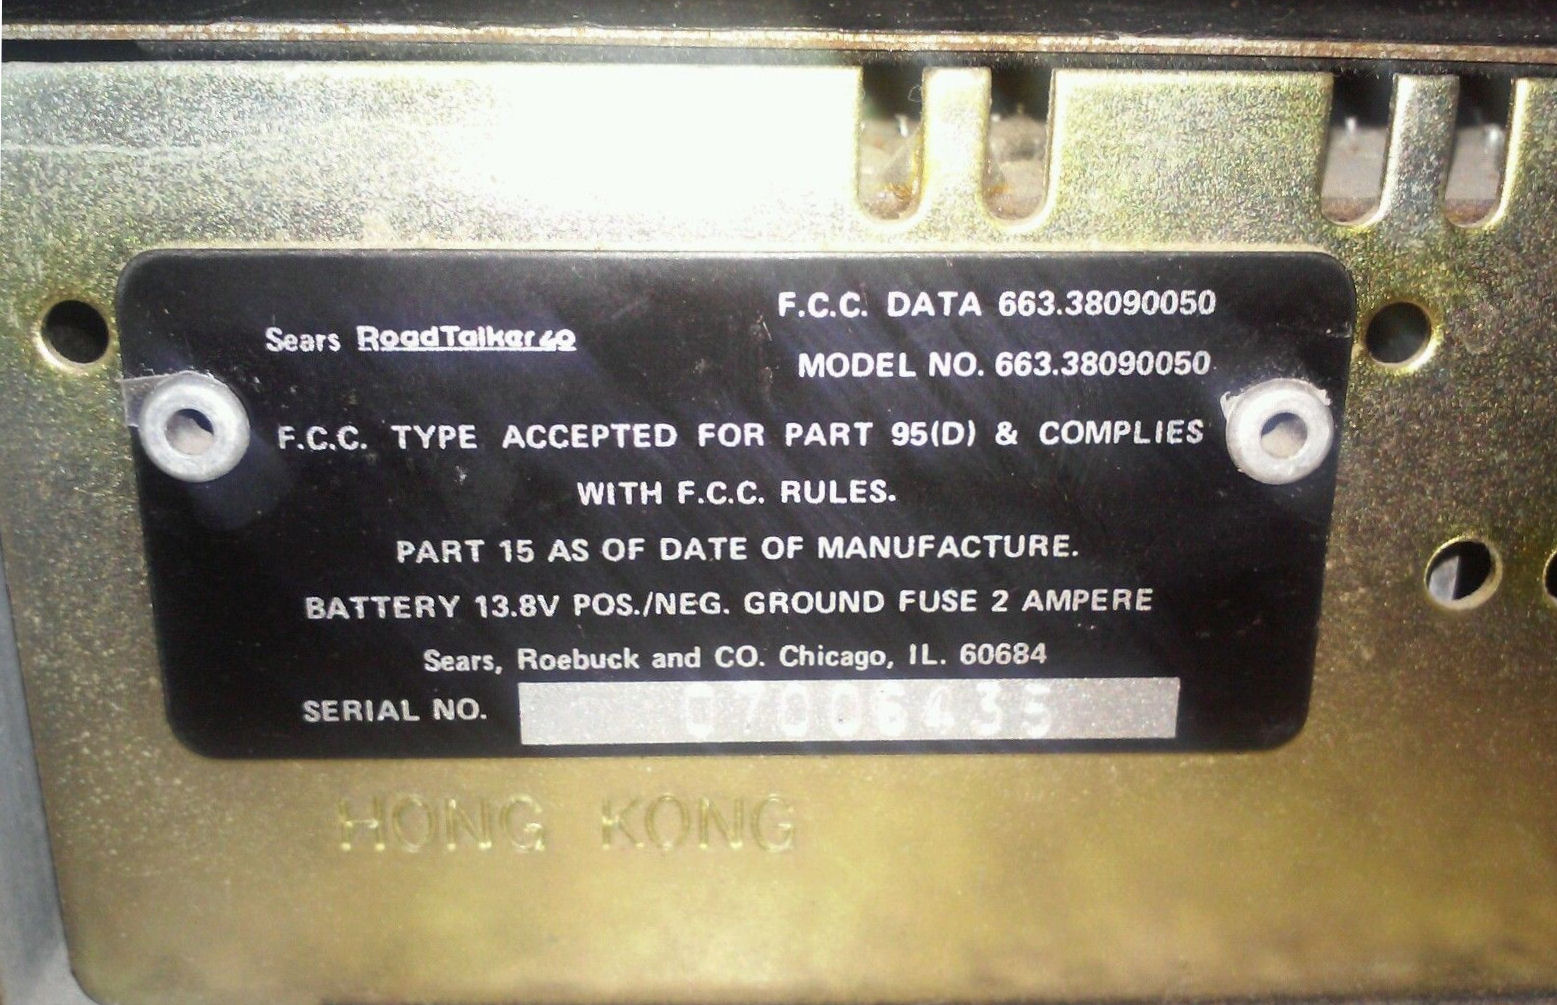 F.C.C. DATA 663.38090050
Sears RoadTalker 40
MODEL NO. 663.38090050
F.C.C. TYPE ACCEPTED FOR PART 95(D) & COMPLIES
WITH F.C.C. RULES.
PART 15 AS OF DATE OF MANUFACTURE.
BATTERY 13.8V POS./NEG. GROUND FUSE 2 AMPERE
Sears, Roebuck and CO. Chicago, IL. 60684
SERIAL NO. 07006435
HONG KONG